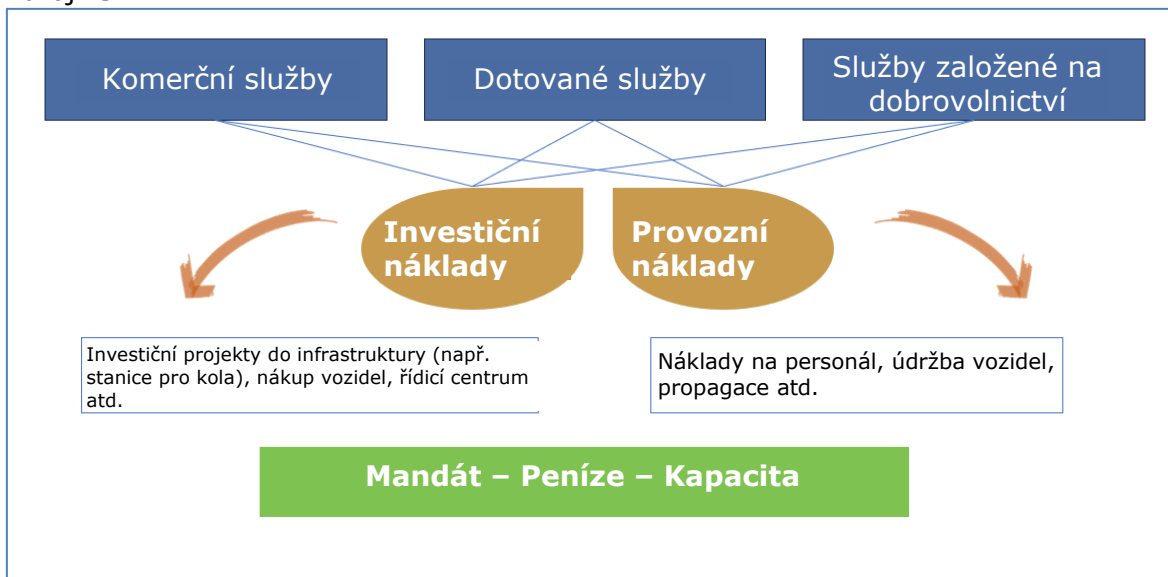 Komerční služby
Dotované služby
Služby založené na
dobrovolnictví
Investiční
náklady
Provozní
náklady
Investiční projekty do infrastruktury (např.
stanice pro kola), nákup vozidel, řídicí centrum
atd.
Náklady na personál, údržba vozidel,
propagace atd.
Mandát – Peníze – Kapacita